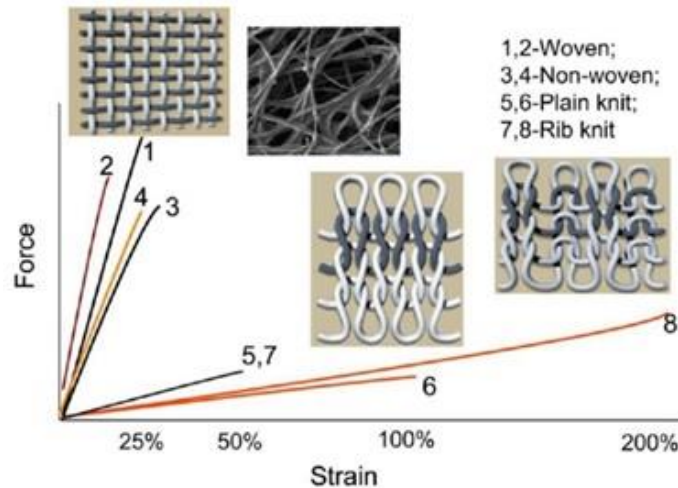 1,2-Woven;
3,4-Non-woven;
5,6-Plain knit;
7,8-Rib knit
1
2
4
3
5,7
8
6
Force
25% 50% 100% 200%
Strain